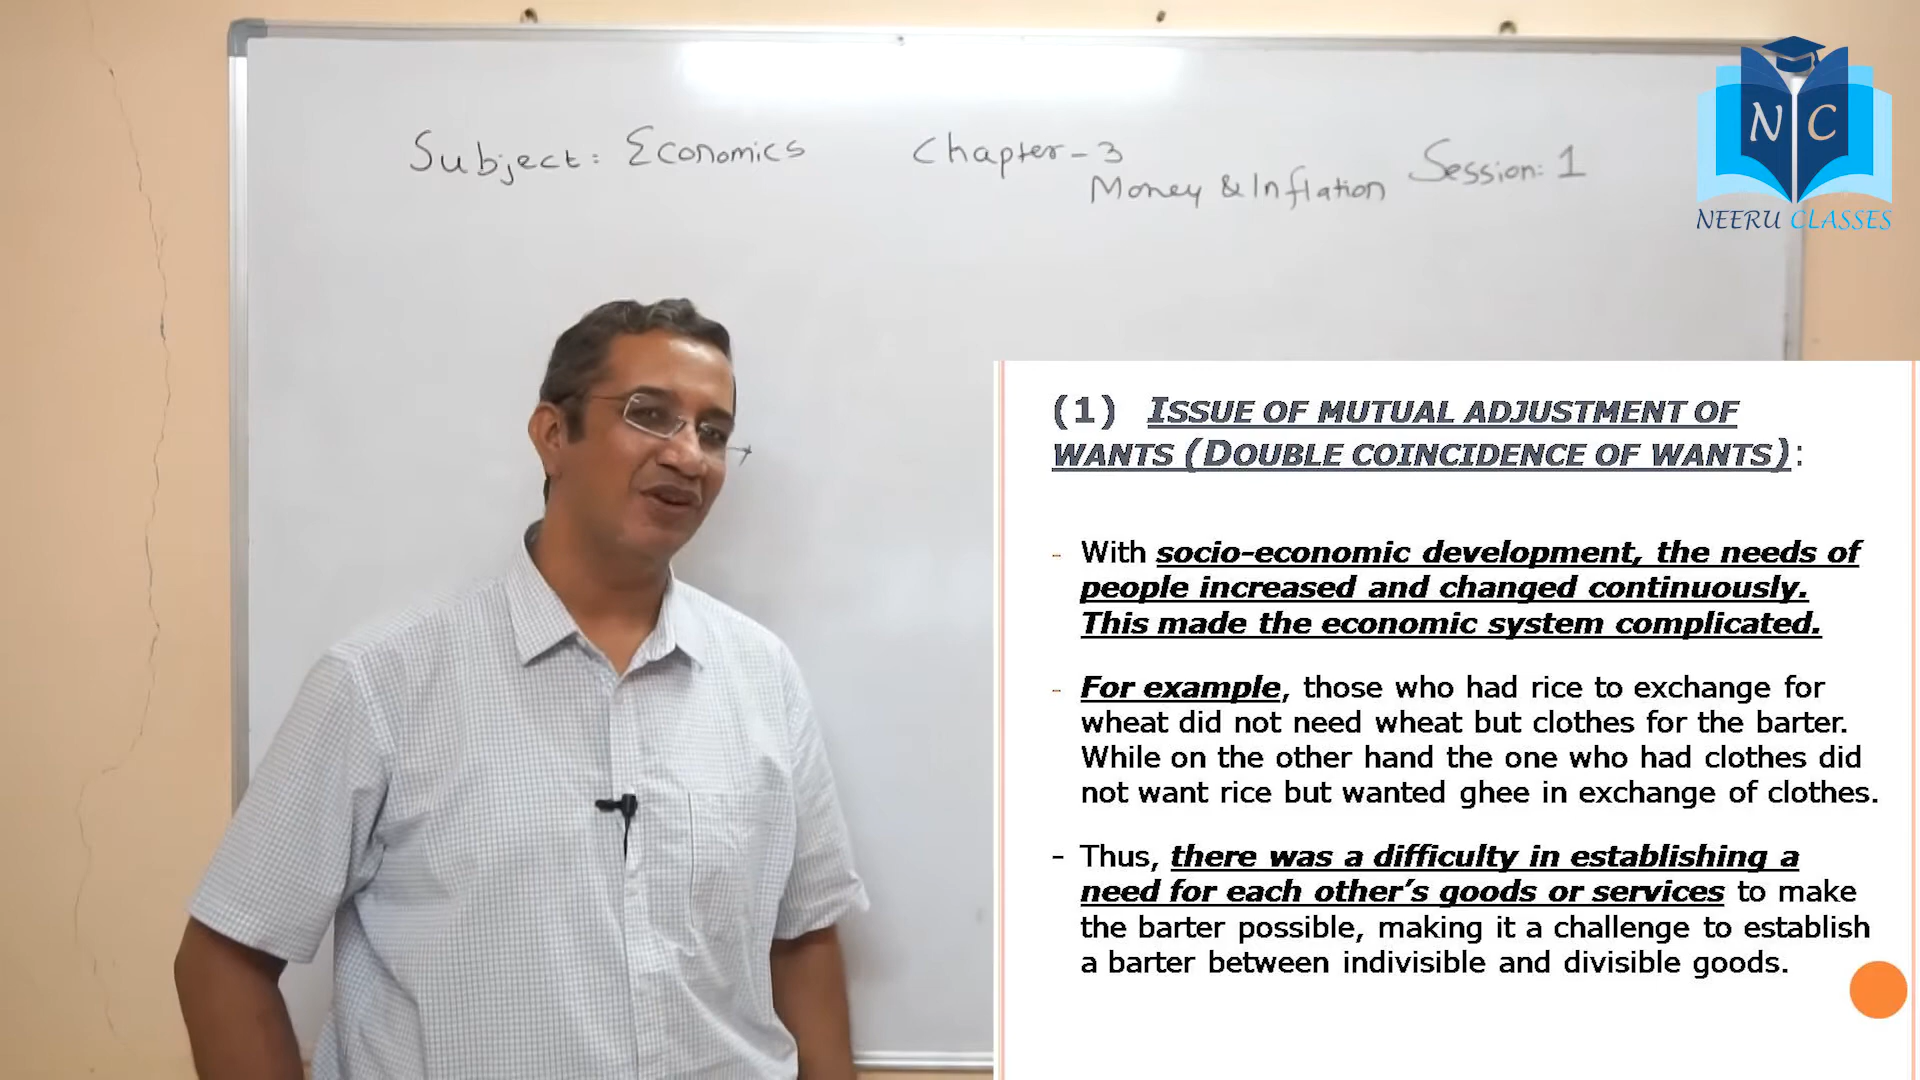 Subject: Economics Chapter-3
Money & Inflation Session: 1
N C
NEERU CLASSES
(1) ISSUE OF MUTUAL ADJUSTMENT OF
WANTS (DOUBLE COINCIDENCE OF WANTS):
- With socio-economic development, the needs of
people increased and changed continuously.
This made the economic system complicated.
- For example, those who had rice to exchange for
wheat did not need wheat but clothes for the barter.
While on the other hand the one who had clothes did
not want rice but wanted ghee in exchange of clothes.
- Thus, there was a difficulty in establishing a
need for each other's goods or services to make
the barter possible, making it a challenge to establish
a barter between indivisible and divisible goods.